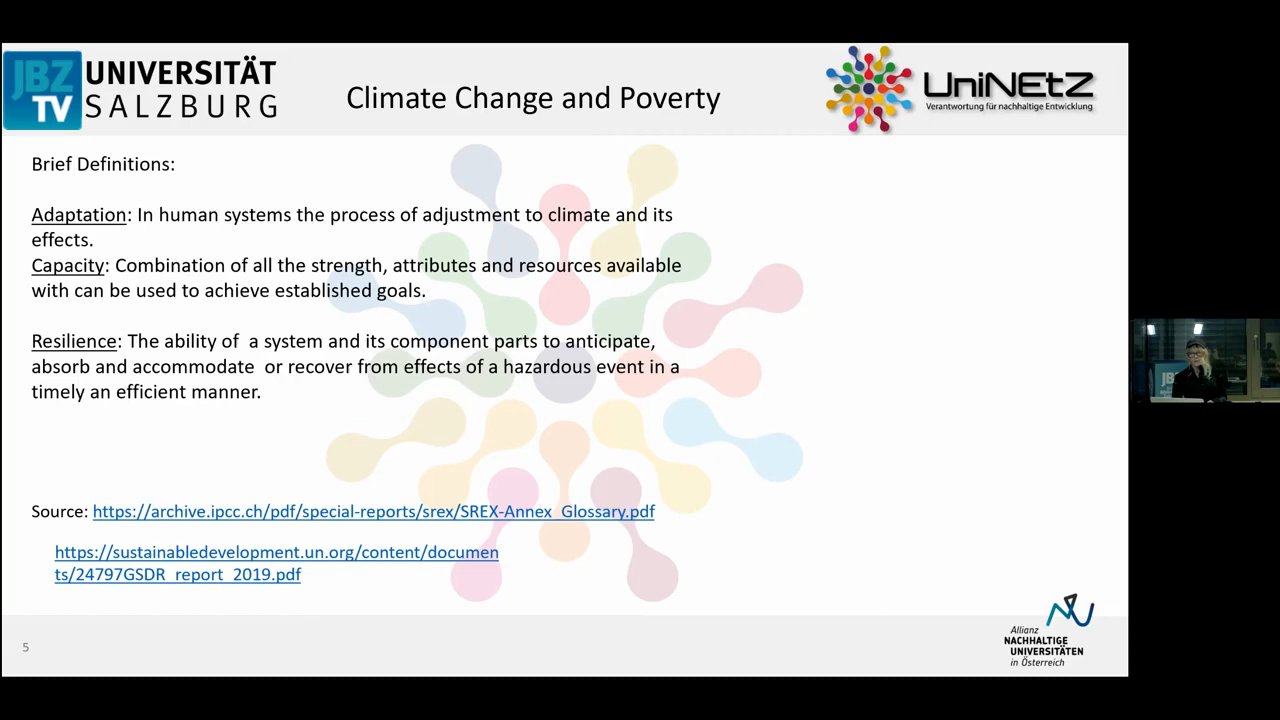 JBZ
TV
UNIVERSITÄT
SALZBURG
Climate Change and Poverty
UniNEtZ
Verantwortung für nachhaltige Entwicklung
Brief Definitions:
Adaptation: In human systems the process of adjustment to climate and its
effects.
Capacity: Combination of all the strength, attributes and resources available
with can be used to achieve established goals.
Resilience: The ability of a system and its component parts to anticipate,
absorb and accommodate or recover from effects of a hazardous event in a
timely an efficient manner.
Source: https://archive.ipcc.ch/pdf/special-reports/srex/SREX-Annex_Glossary.pdf
https://sustainabledevelopment.un.org/content/documen
ts/24797GSDR_report_2019.pdf
5
Allianz
NACHHALTIGE
UNIVERSITÄTEN
in Österreich
JBZ